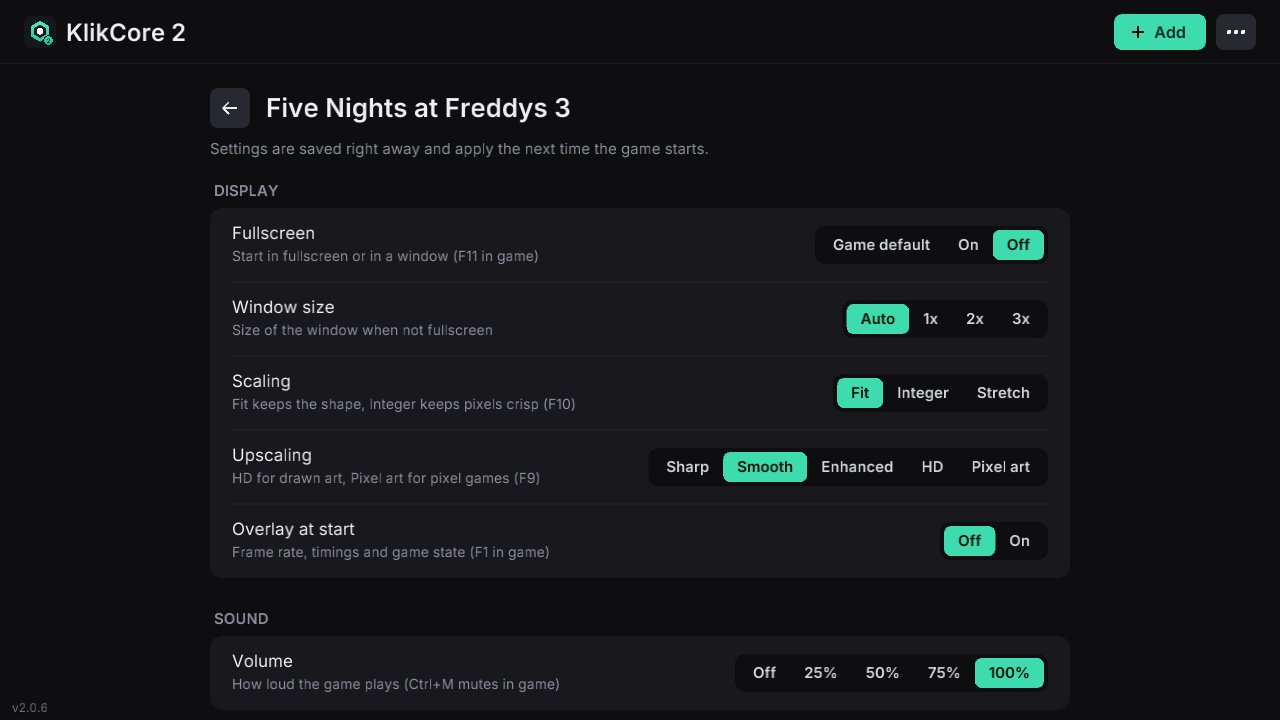 KlikCore 2
+ Add
Five Nights at Freddys 3
Settings are saved right away and apply the next time the game starts.
DISPLAY
Fullscreen
Start in fullscreen or in a window (F11 in game)
Game default On Off
Window size
Size of the window when not fullscreen
Auto 1x 2x 3x
Scaling
Fit keeps the shape, Integer keeps pixels crisp (F10)
Fit Integer Stretch
Upscaling
HD for drawn art, Pixel art for pixel games (F9)
Sharp Smooth Enhanced HD Pixel art
Overlay at start
Frame rate, timings and game state (F1 in game)
Off On
SOUND
Volume
How loud the game plays (Ctrl+M mutes in game)
Off 25% 50% 75% 100%
v2.0.6